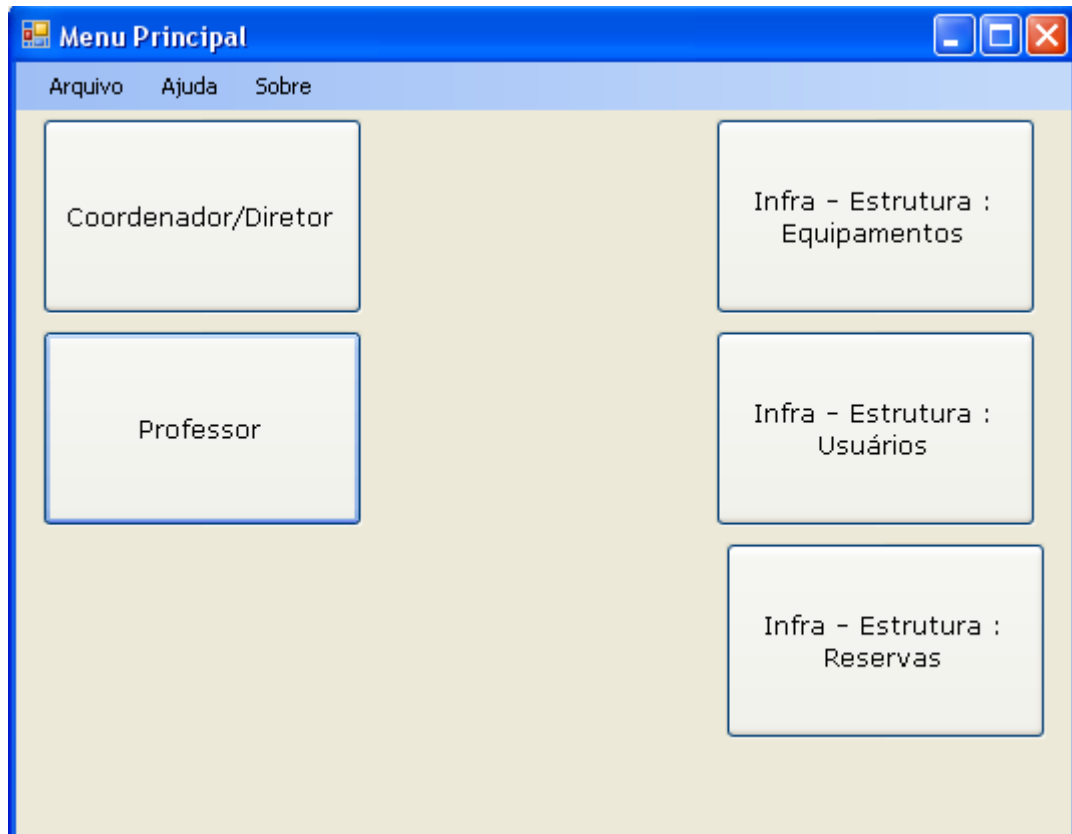 Menu Principal
Arquivo Ajuda Sobre
Coordenador/Diretor
Infra - Estrutura :
Equipamentos
Professor
Infra - Estrutura :
Usuários
Infra - Estrutura :
Reservas